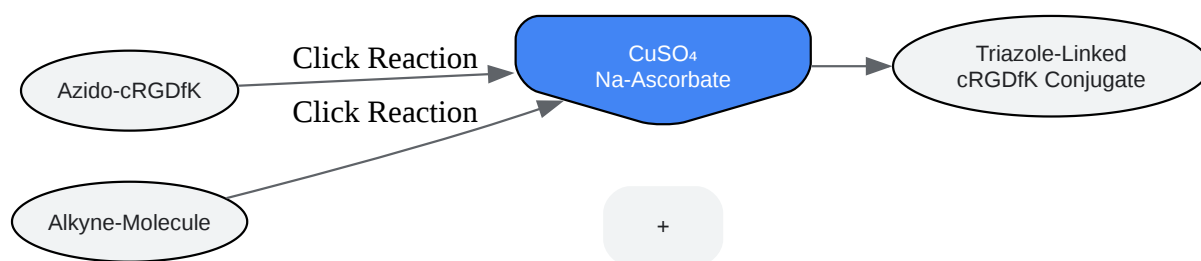 Azido-cRGDfK
Click Reaction
Click Reaction
Alkyne-Molecule
CuSO₄
Na-Ascorbate
+
Triazole-Linked
cRGDfK Conjugate